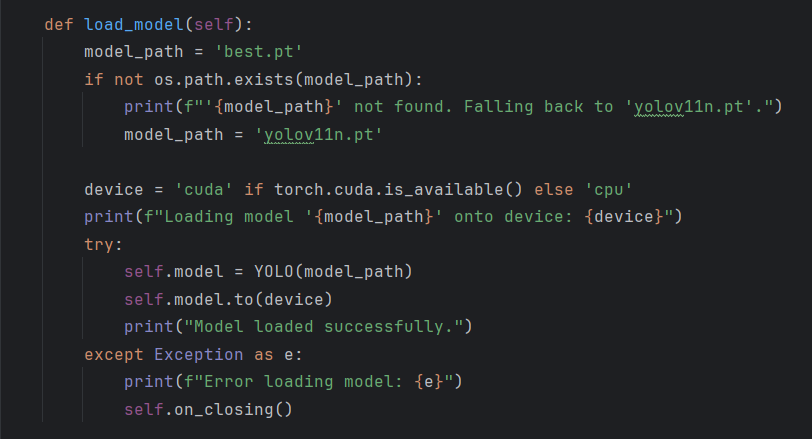 def load_model(self):
    model_path = 'best.pt'
    if not os.path.exists(model_path):
        print(f"'{model_path}' not found. Falling back to 'yolov11n.pt'.")
        model_path = 'yolov11n.pt'

    device = 'cuda' if torch.cuda.is_available() else 'cpu'
    print(f"Loading model '{model_path}' onto device: {device}")
    try:
        self.model = YOLO(model_path)
        self.model.to(device)
        print("Model loaded successfully.")
    except Exception as e:
        print(f"Error loading model: {e}")
        self.on_closing()